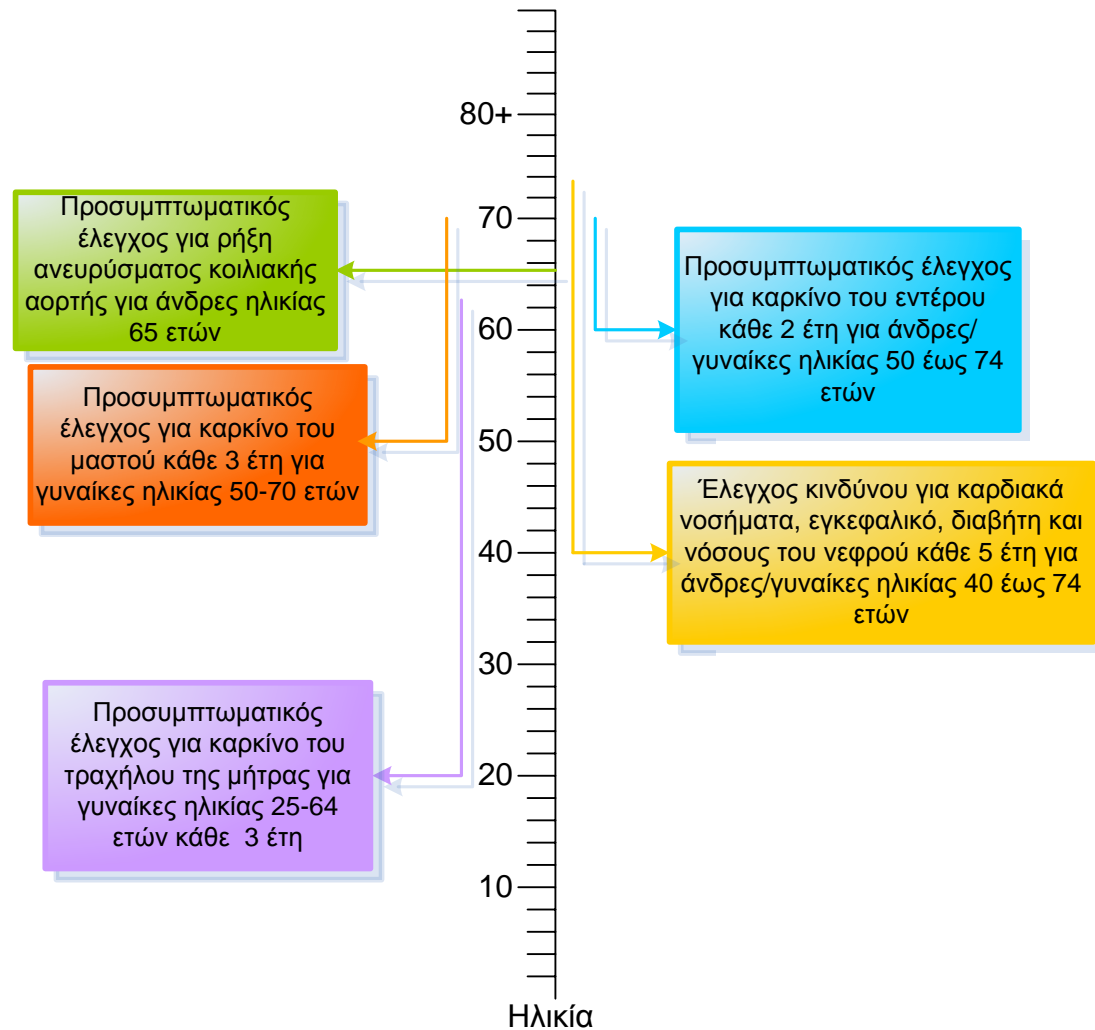 80+
Προσυμπτωματικός
έλεγχος για ρήξη
ανευρύσματος κοιλιακής
αορτής για άνδρες ηλικίας
65 ετών
70
Προσυμπτωματικός έλεγχος
για καρκίνο του εντέρου
κάθε 2 έτη για άνδρες/
γυναίκες ηλικίας 50 έως 74
ετών
60
Προσυμπτωματικός
έλεγχος για καρκίνο του
μαστού κάθε 3 έτη για
γυναίκες ηλικίας 50-70 ετών
50
Έλεγχος κινδύνου για καρδιακά
νοσήματα, εγκεφαλικό, διαβήτη και
νόσους του νεφρού κάθε 5 έτη για
άνδρες/γυναίκες ηλικίας 40 έως 74
ετών
40
30
Προσυμπτωματικός
έλεγχος για καρκίνο του
τραχήλου της μήτρας για
γυναίκες ηλικίας 25-64
ετών κάθε 3 έτη
20
10
Ηλικία